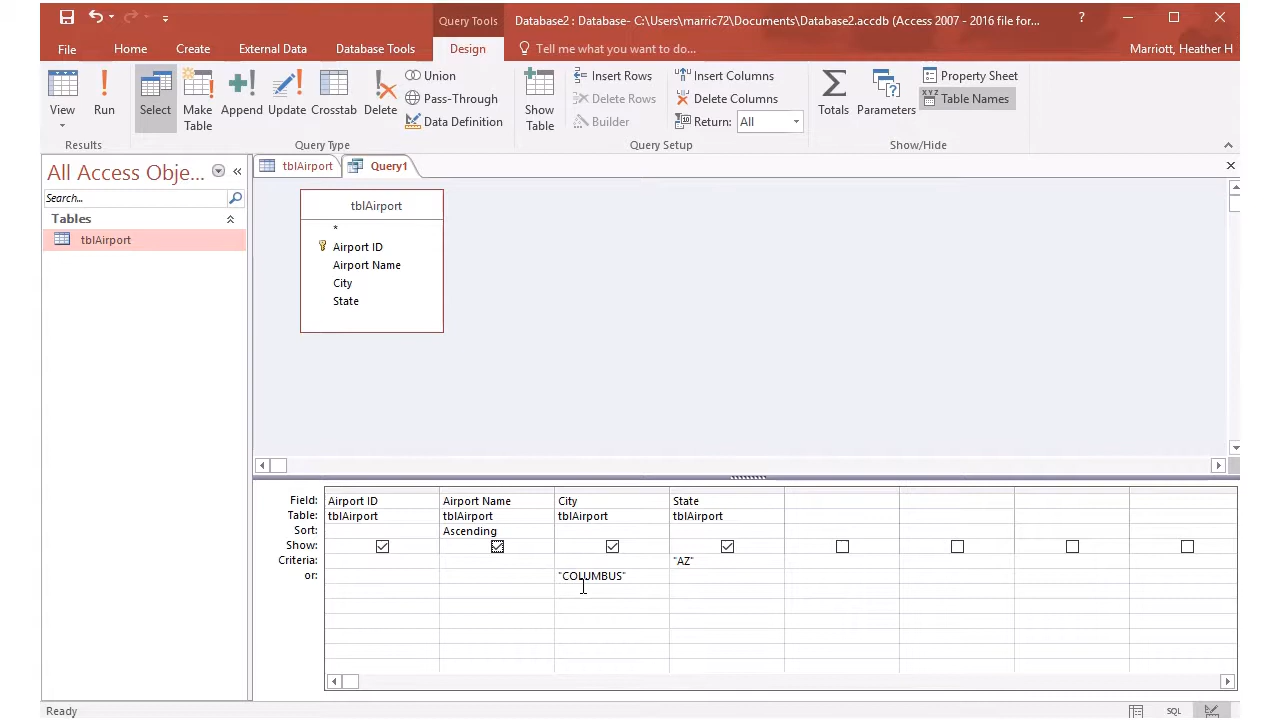 Query Tools
Database2 : Database- C:\Users\marric72\Documents\Database2.accdb (Access 2007 - 2016 file for...
?
File Home Create External Data Database Tools Design Tell me what you want to do... Marriott, Heather H
View Run Select Make Table Append Update Crosstab Delete
Union
Pass-Through
Data Definition
Show Table
Insert Rows
Delete Rows
Builder
Insert Columns
Delete Columns
Return: All
Totals Parameters
Property Sheet
Table Names
Results Query Type Query Setup Show/Hide
All Access Obje...
Search...
Tables
tblAirport
tblAirport Query1
tblAirport
*
Airport ID
Airport Name
City
State
Field: Airport ID Airport Name City State
Table: tblAirport tblAirport tblAirport tblAirport
Sort: Ascending
Show:
Criteria: "AZ"
or: "COLUMBUS"
Ready SQL